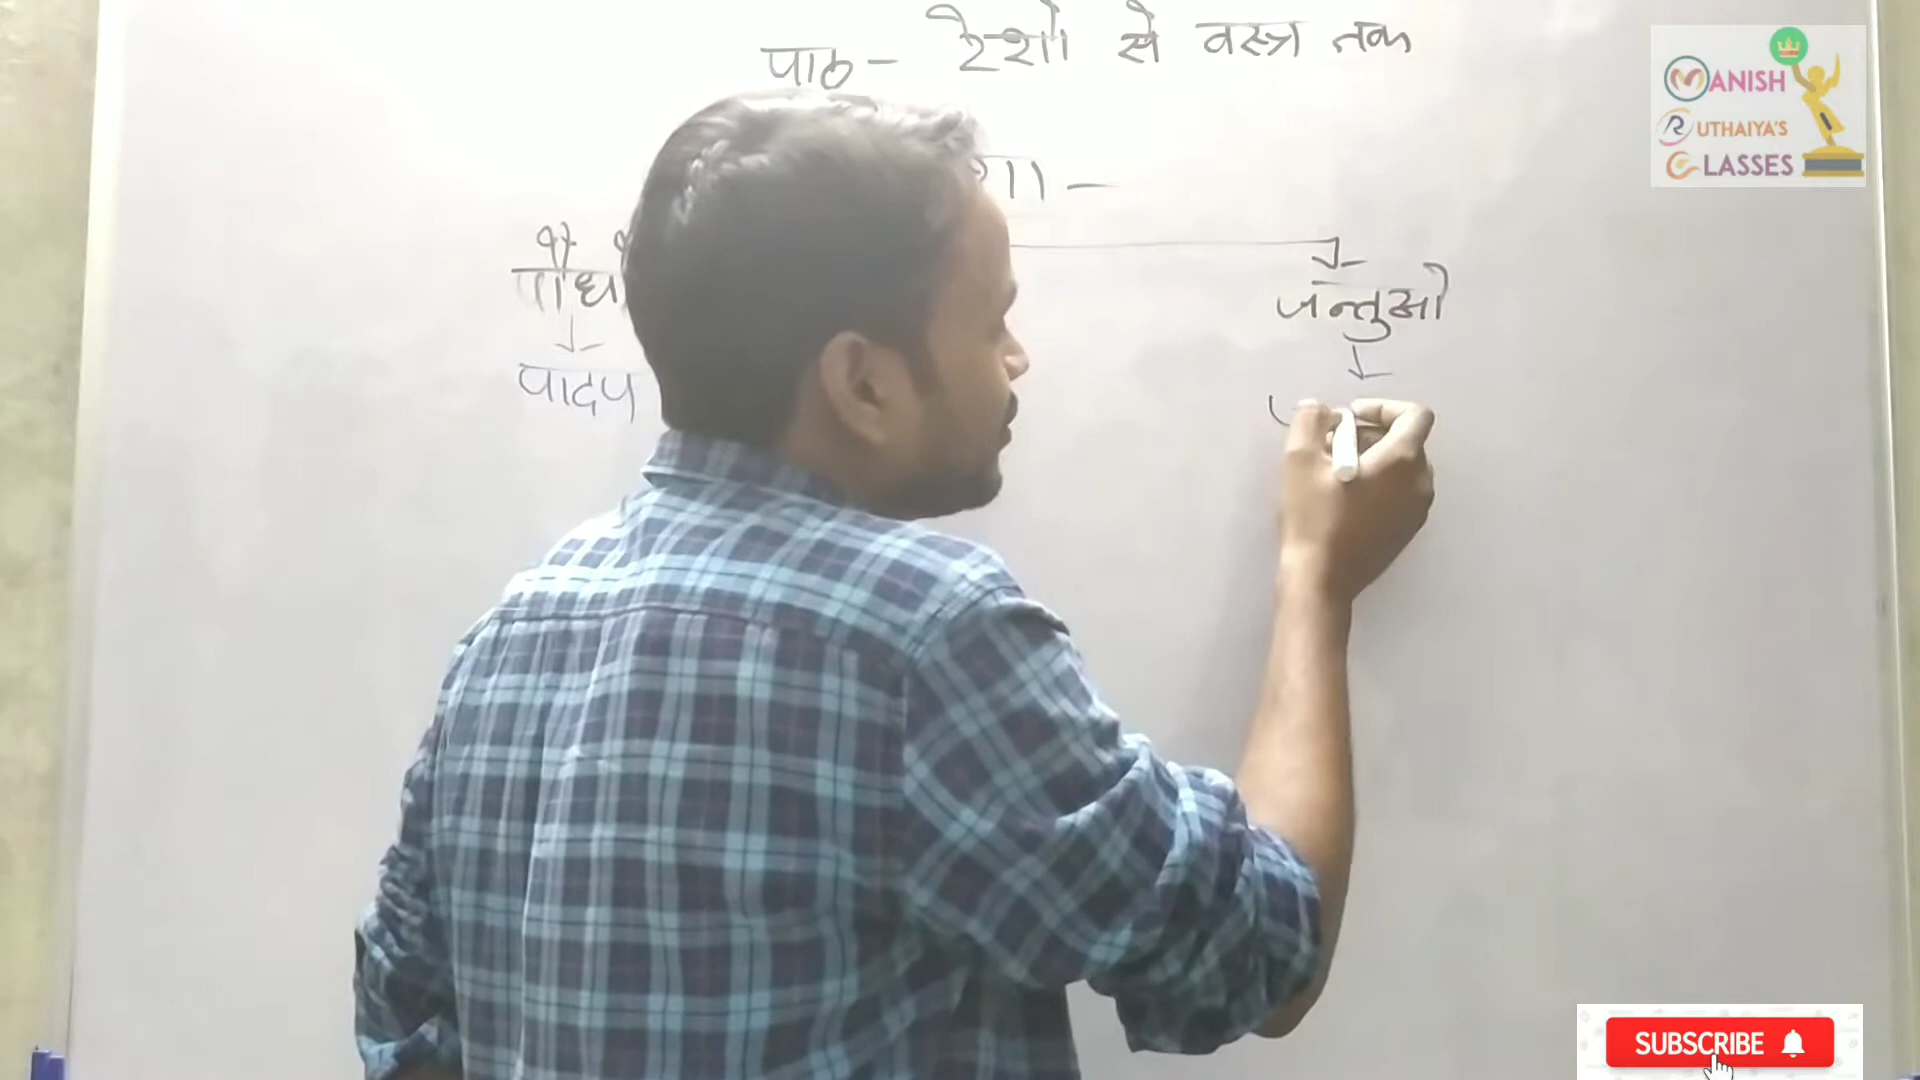 पाठ - रेशों से वस्त्र तक
जन्तुओं
पादप
MANISH
RUTHAIYA'S
CLASSES
SUBSCRIBE